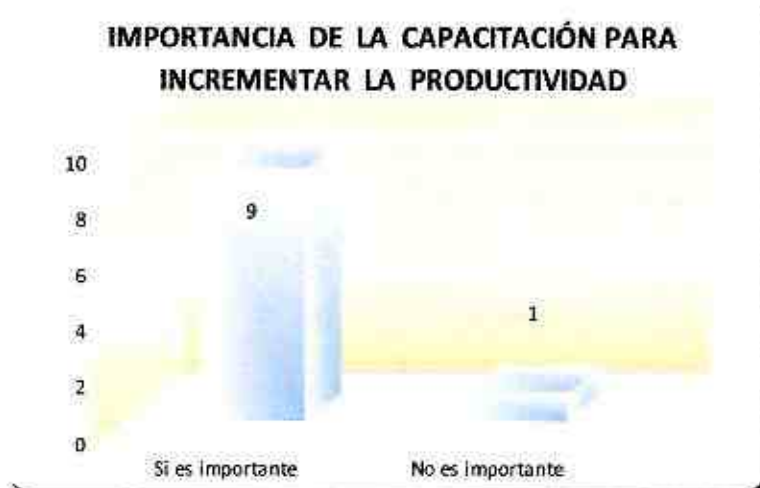 IMPORTANCIA DE LA CAPACITACIÓN PARA
INCREMENTAR LA PRODUCTIVIDAD
10
8
6
4
2
0
9
1
Si es importante
No es importante